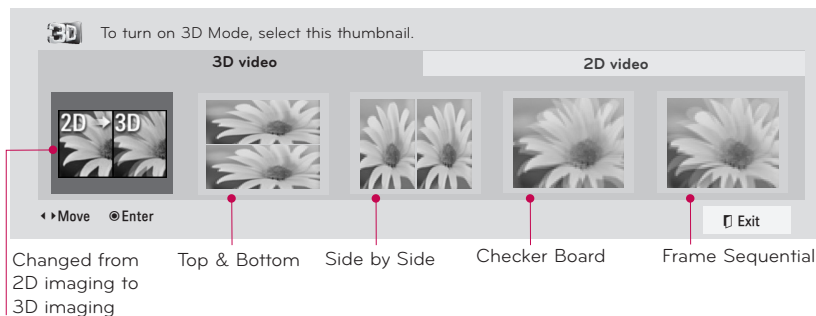 3D To turn on 3D Mode, select this thumbnail.
3D video 2D video
2D 3D
Move Enter
Exit
Top & Bottom Side by Side Checker Board Frame Sequential
Changed from
2D imaging to
3D imaging